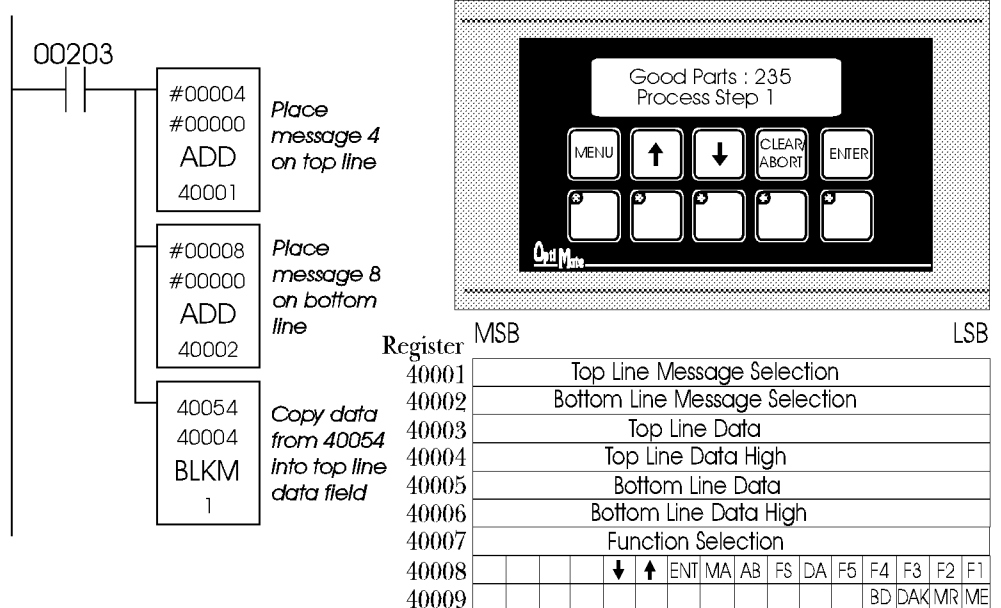 00203
#00004
#00000
ADD
40001
Place
message 4
on top line
#00008
#00000
ADD
40002
Place
message 8
on bottom
line
40054
40004
BLKM
1
Copy data
from 40054
into top line
data field
Good Parts : 235
Process Step 1
MENU
CLEAR/
ABORT
ENTER
Opti Mate
MSB LSB
Register
40001 Top Line Message Selection
40002 Bottom Line Message Selection
40003 Top Line Data
40004 Top Line Data High
40005 Bottom Line Data
40006 Bottom Line Data High
40007 Function Selection
40008 ↓ ↑ ENT MA AB FS DA F5 F4 F3 F2 F1
40009 BD DAK MR ME